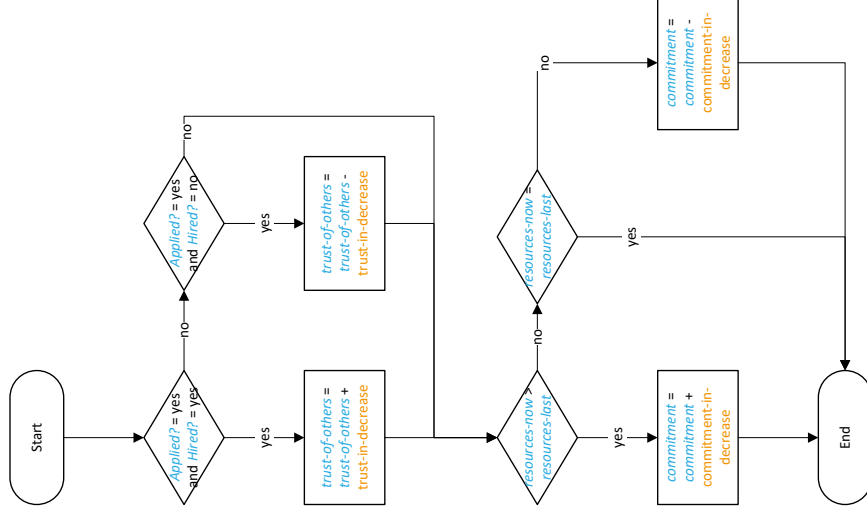 Start
Applied? = yes
and Hired? = yes
no
Applied? = yes
and Hired? = no
no
yes
yes
trust-of-others =
trust-of-others +
trust-in-decrease
trust-of-others =
trust-of-others -
trust-in-decrease
resources-now >
resources-last
no
resources-now =
resources-last
no
yes
yes
commitment =
commitment +
commitment-in-
decrease
commitment =
commitment -
commitment-in-
decrease
End